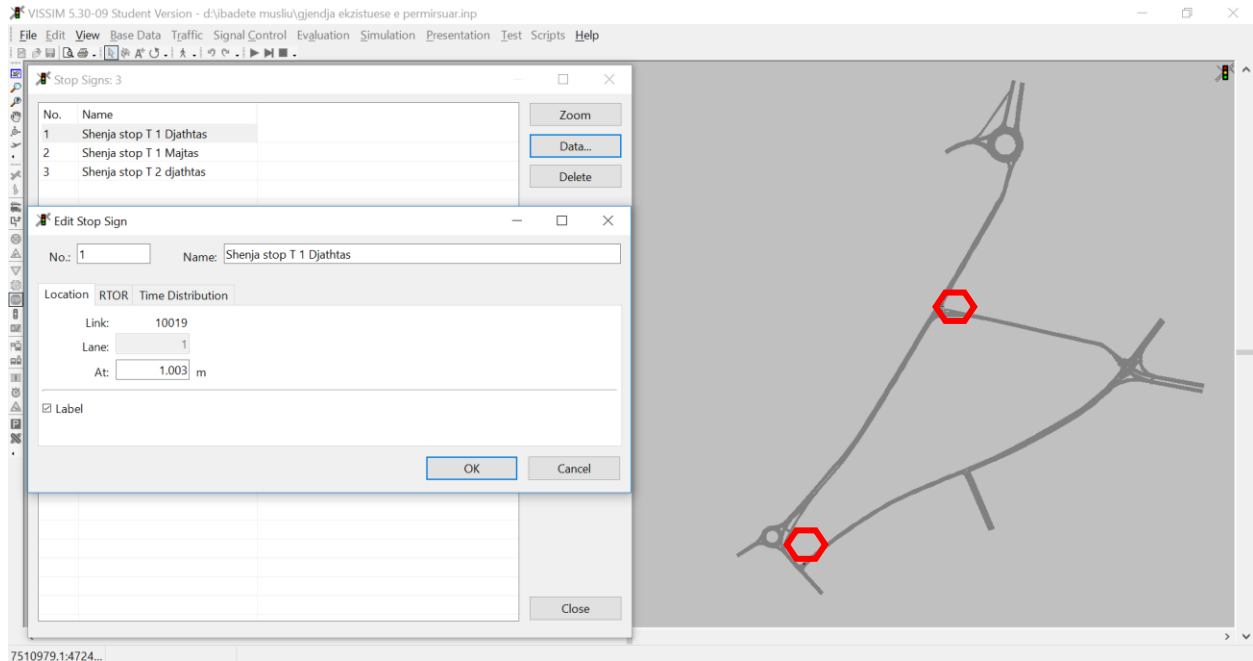 VISSIM 5.30-09 Student Version - d:\ibadete musliu\gjendja ekzistuese e permirsuar.inp
File Edit View Base Data Traffic Signal Control Evaluation Simulation Presentation Test Scripts Help
Stop Signs: 3
No. Name
1 Shenja stop T 1 Djathtas
2 Shenja stop T 1 Majtas
3 Shenja stop T 2 djathtas
Zoom
Data...
Delete
Edit Stop Sign
No.: 1 Name: Shenja stop T 1 Djathtas
Location RTOR Time Distribution
Link: 10019
Lane: 1
At: 1.003 m
Label
OK Cancel
Close
7510979.1:4724...